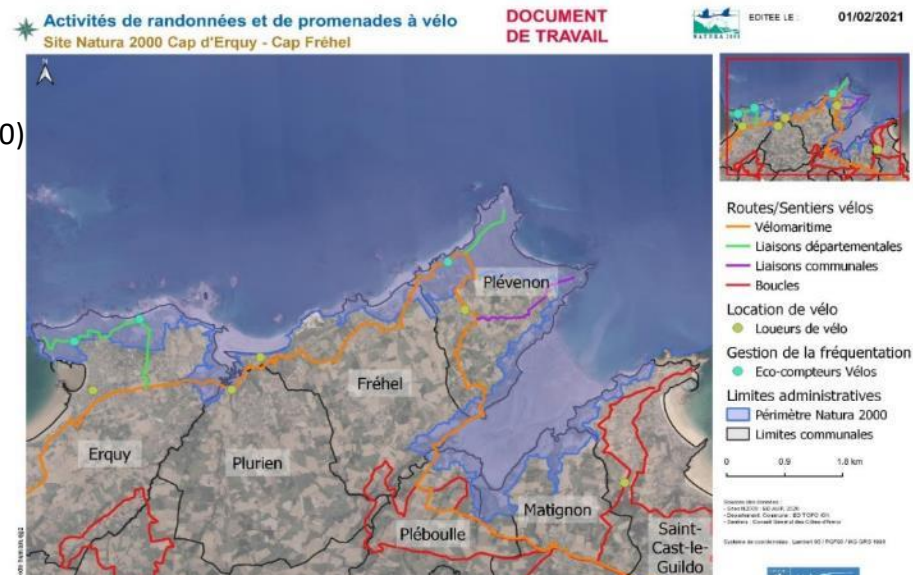 Activités de randonnées et de promenades à vélo
Site Natura 2000 Cap d'Erquy - Cap Fréhel
DOCUMENT
DE TRAVAIL
NATURA 2000
EDITEE LE :
01/02/2021
0)
N
Plévenon
Fréhel
Erquy
Plurien
Matignon
Pléboulle
Saint-
Cast-le-
Guildo
Routes/Sentiers vélos
Vélomaritime
Liaisons départementales
Liaisons communales
Boucles
Location de vélo
Loueurs de vélo
Gestion de la fréquentation
Eco-compteurs Vélos
Limites administratives
Périmètre Natura 2000
Limites communales
0 0.9 1.8 km